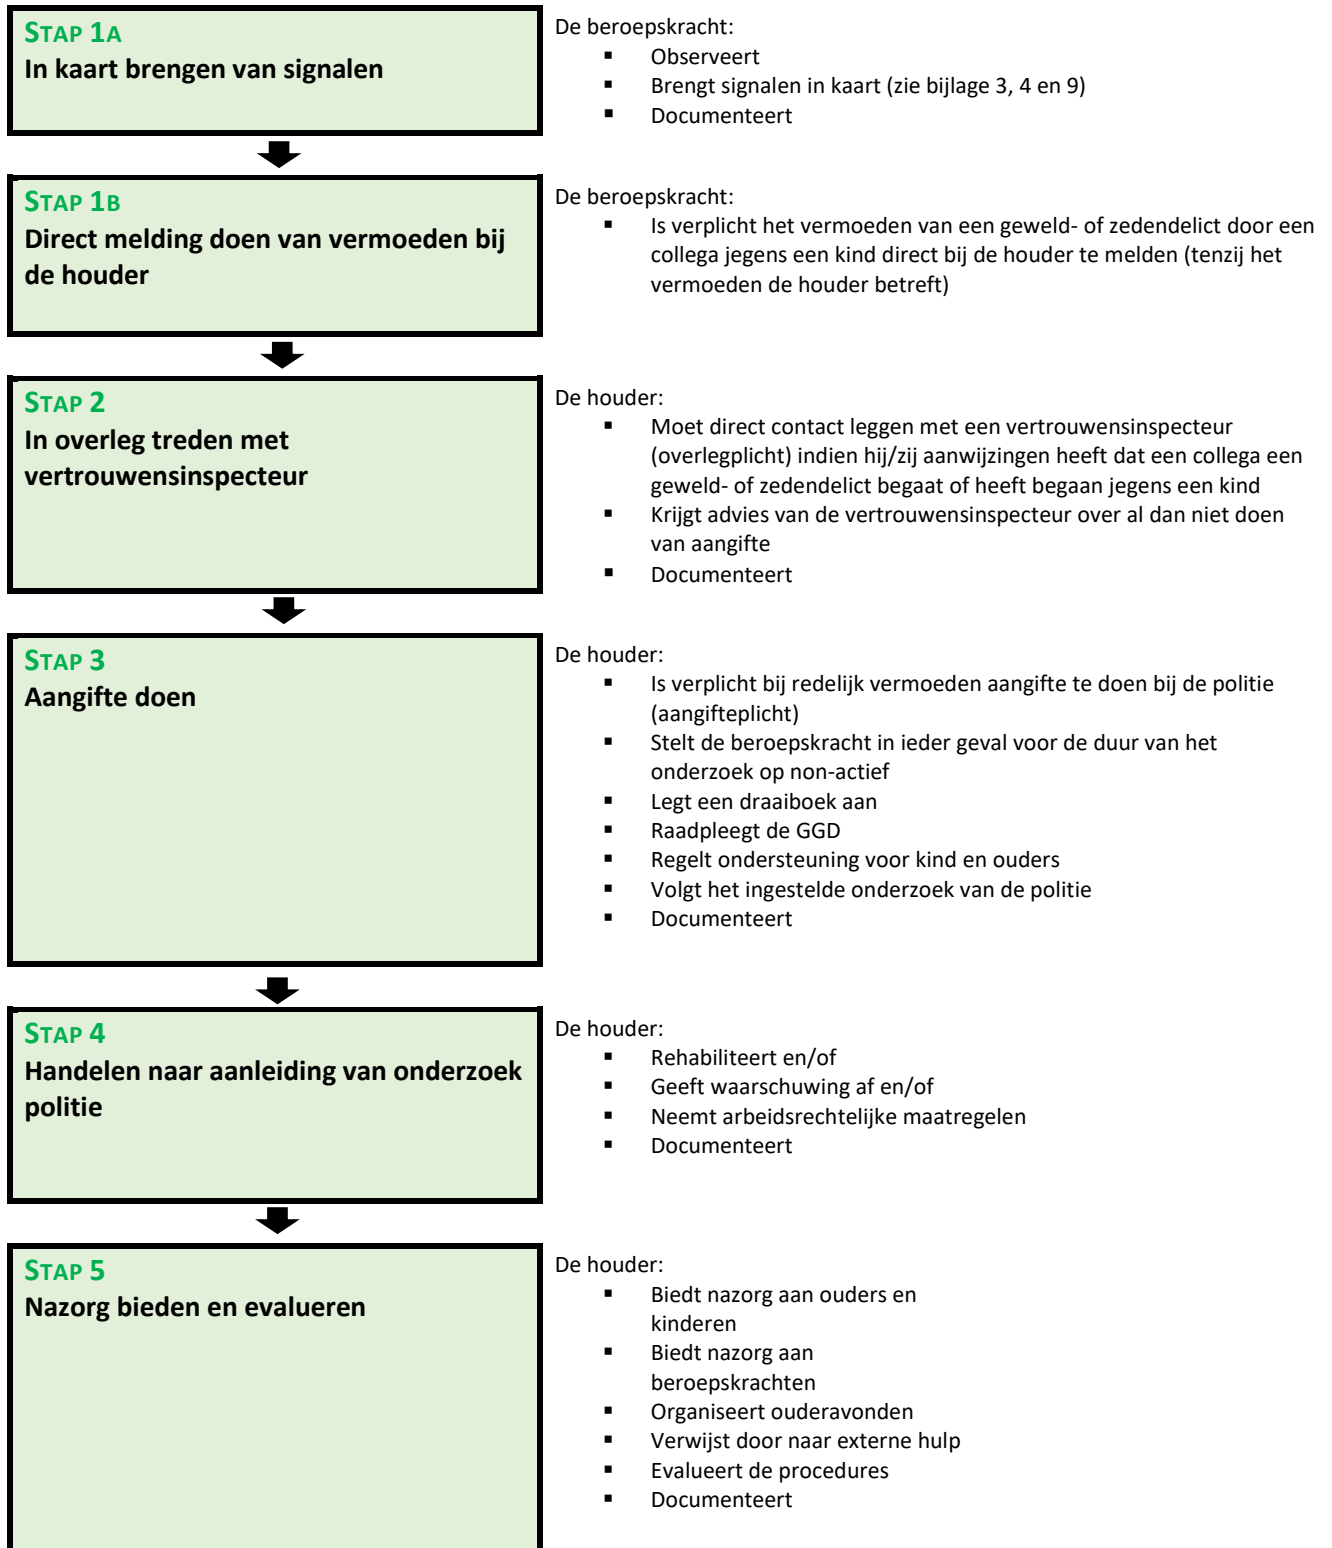 STAP 1A
In kaart brengen van signalen
De beroepskracht:
▪ Observeert
▪ Brengt signalen in kaart (zie bijlage 3, 4 en 9)
▪ Documenteert
STAP 1B
Direct melding doen van vermoeden bij
de houder
De beroepskracht:
▪ Is verplicht het vermoeden van een geweld- of zedendelict door een
collega jegens een kind direct bij de houder te melden (tenzij het
vermoeden de houder betreft)
STAP 2
In overleg treden met
vertrouwensinspecteur
De houder:
▪ Moet direct contact leggen met een vertrouwensinspecteur
(overlegplicht) indien hij/zij aanwijzingen heeft dat een collega een
geweld- of zedendelict begaat of heeft begaan jegens een kind
▪ Krijgt advies van de vertrouwensinspecteur over al dan niet doen
van aangifte
▪ Documenteert
STAP 3
Aangifte doen
De houder:
▪ Is verplicht bij redelijk vermoeden aangifte te doen bij de politie
(aangifteplicht)
▪ Stelt de beroepskracht in ieder geval voor de duur van het
onderzoek op non-actief
▪ Legt een draaiboek aan
▪ Raadpleegt de GGD
▪ Regelt ondersteuning voor kind en ouders
▪ Volgt het ingestelde onderzoek van de politie
▪ Documenteert
STAP 4
Handelen naar aanleiding van onderzoek
politie
De houder:
▪ Rehabiliteert en/of
▪ Geeft waarschuwing af en/of
▪ Neemt arbeidsrechtelijke maatregelen
▪ Documenteert
STAP 5
Nazorg bieden en evalueren
De houder:
▪ Biedt nazorg aan ouders en
kinderen
▪ Biedt nazorg aan
beroepskrachten
▪ Organiseert ouderavonden
▪ Verwijst door naar externe hulp
▪ Evalueert de procedures
▪ Documenteert